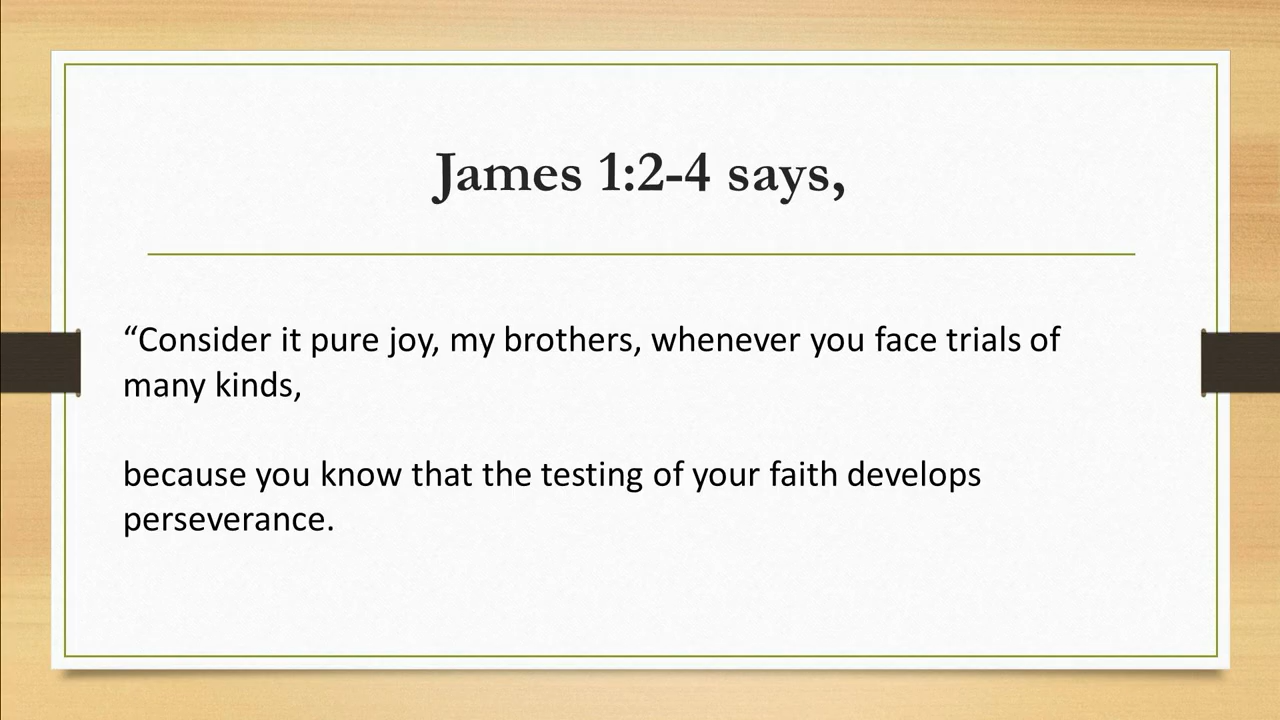 James 1:2-4 says,
“Consider it pure joy, my brothers, whenever you face trials of
many kinds,
because you know that the testing of your faith develops
perseverance.